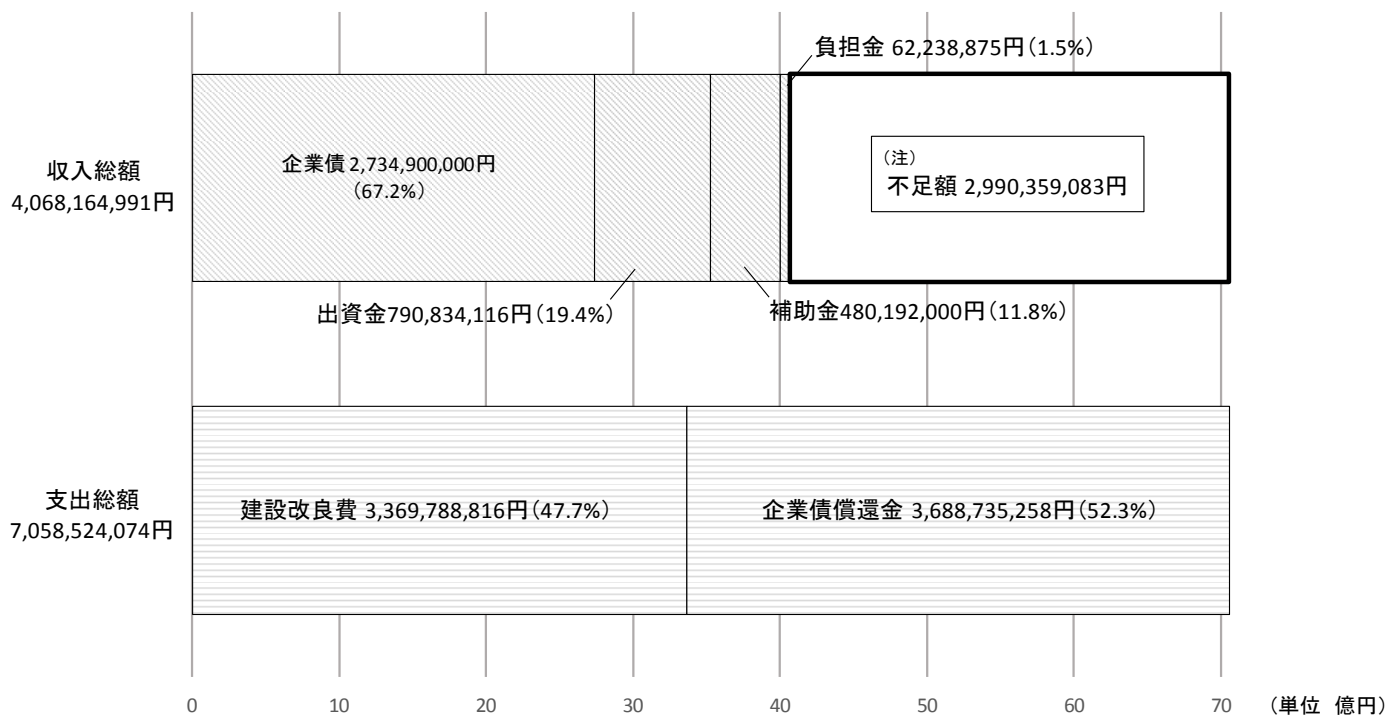 負担金 62,238,875円(1.5%)
収入総額
4,068,164,991円
企業債 2,734,900,000円
(67.2%)
(注)
不足額 2,990,359,083円
出資金790,834,116円(19.4%)
補助金480,192,000円(11.8%)
支出総額
7,058,524,074円
建設改良費 3,369,788,816円(47.7%)
企業債償還金 3,688,735,258円(52.3%)
0 10 20 30 40 50 60 70 (単位 億円)